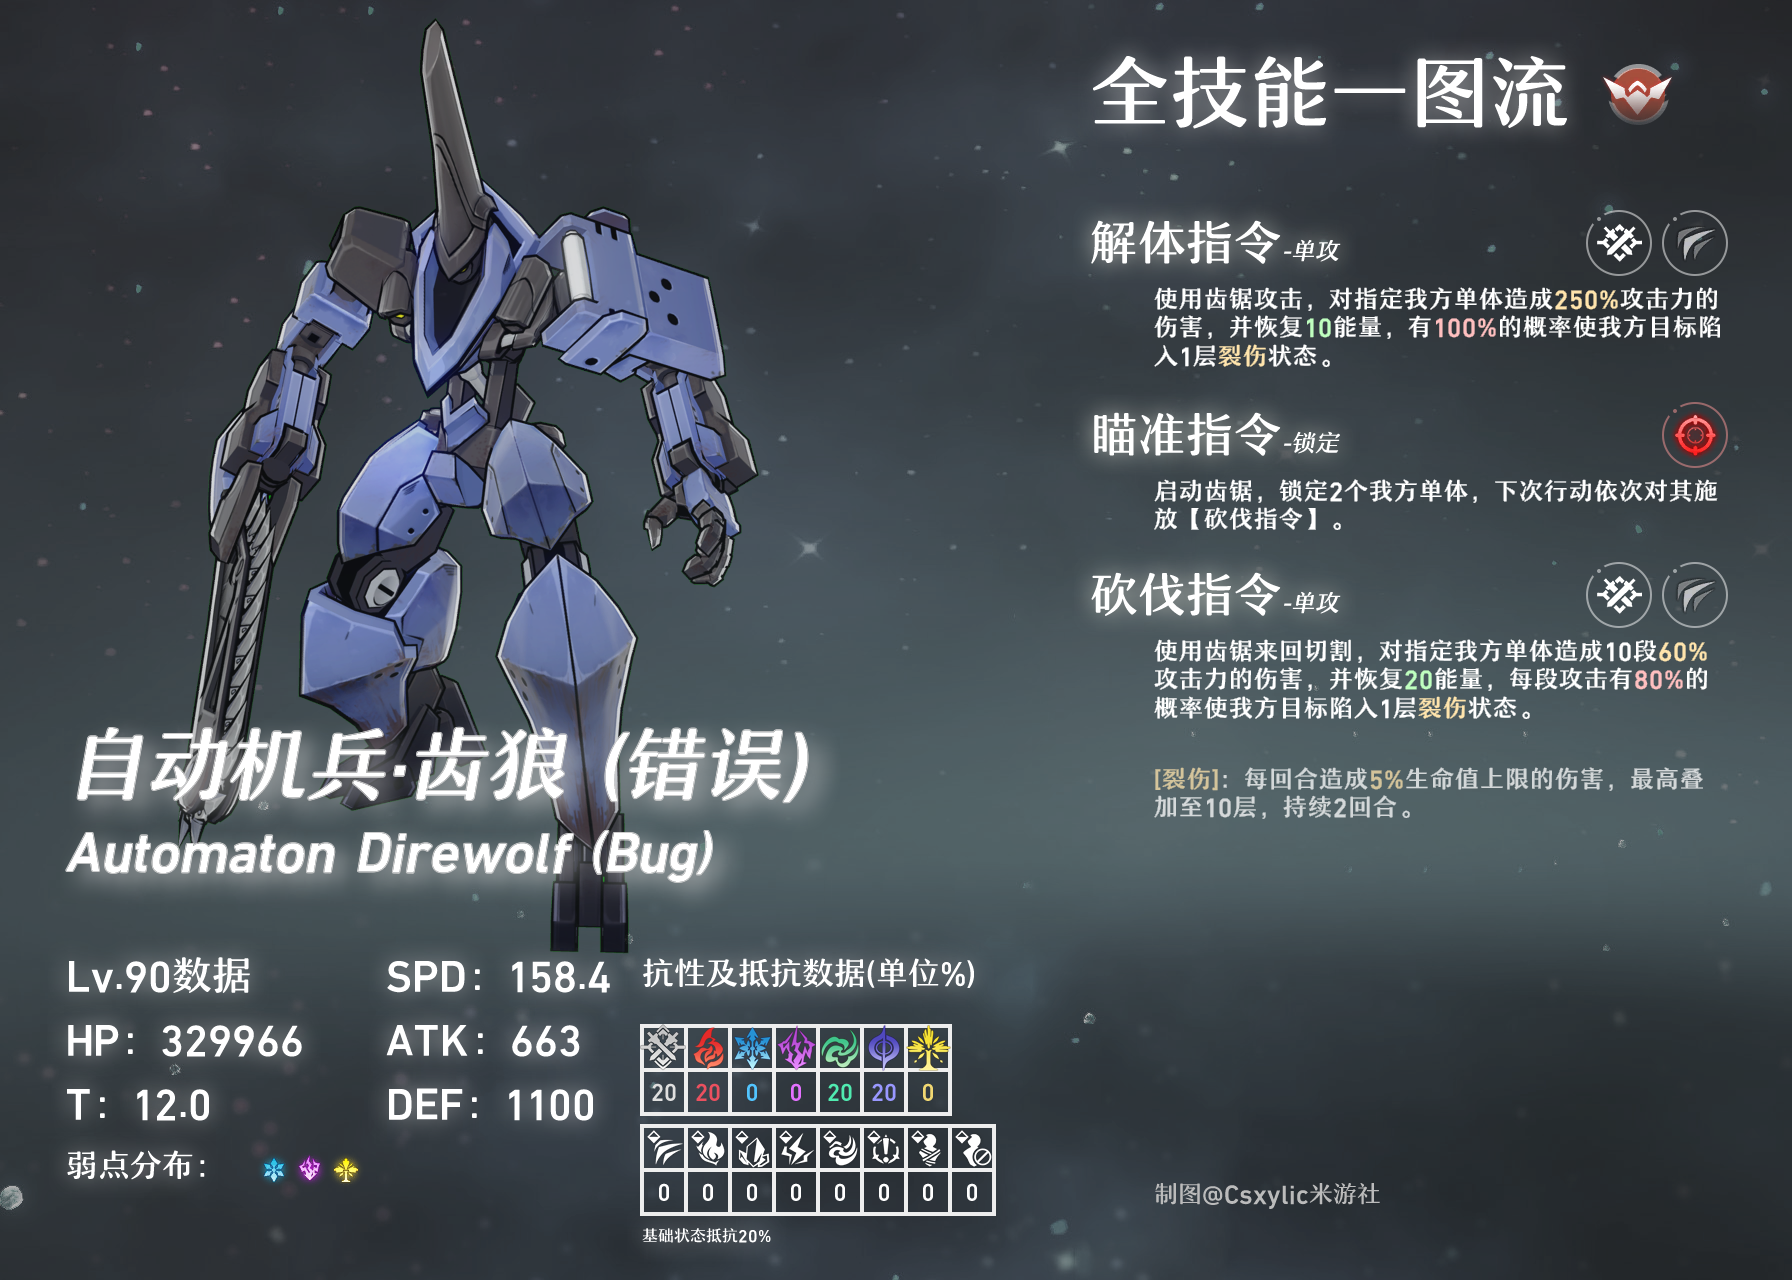 全技能一图流
解体指令-单攻
使用齿锯攻击，对指定我方单体造成250%攻击力的
伤害，并恢复10能量，有100%的概率使我方目标陷
入1层裂伤状态。
瞄准指令-锁定
启动齿锯，锁定2个我方单体，下次行动依次对其施
放【砍伐指令】。
砍伐指令-单攻
使用齿锯来回切割，对指定我方单体造成10段60%
攻击力的伤害，并恢复20能量，每段攻击有80%的
概率使我方目标陷入1层裂伤状态。
[裂伤]：每回合造成5%生命值上限的伤害，最高叠
加至10层，持续2回合。
自动机兵·齿狼（错误）
Automaton Direwolf (Bug)
Lv.90数据
SPD： 158.4
HP： 329966
ATK： 663
T： 12.0
DEF： 1100
弱点分布：
抗性及抵抗数据(单位%)
20 20 0 0 20 20 0
0 0 0 0 0 0 0 0
基础状态抵抗20%
制图@Csxylic米游社